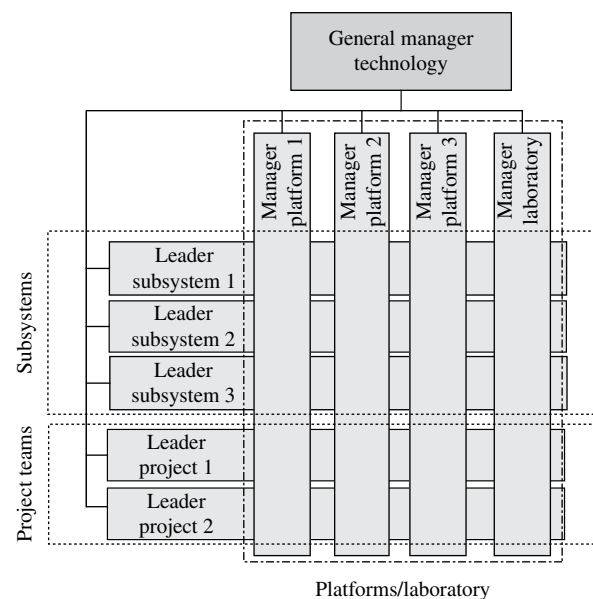 General manager
technology
Manager
platform 1
Manager
platform 2
Manager
platform 3
Manager
laboratory
Subsystems
Leader
subsystem 1
Leader
subsystem 2
Leader
subsystem 3
Project teams
Leader
project 1
Leader
project 2
Platforms/laboratory